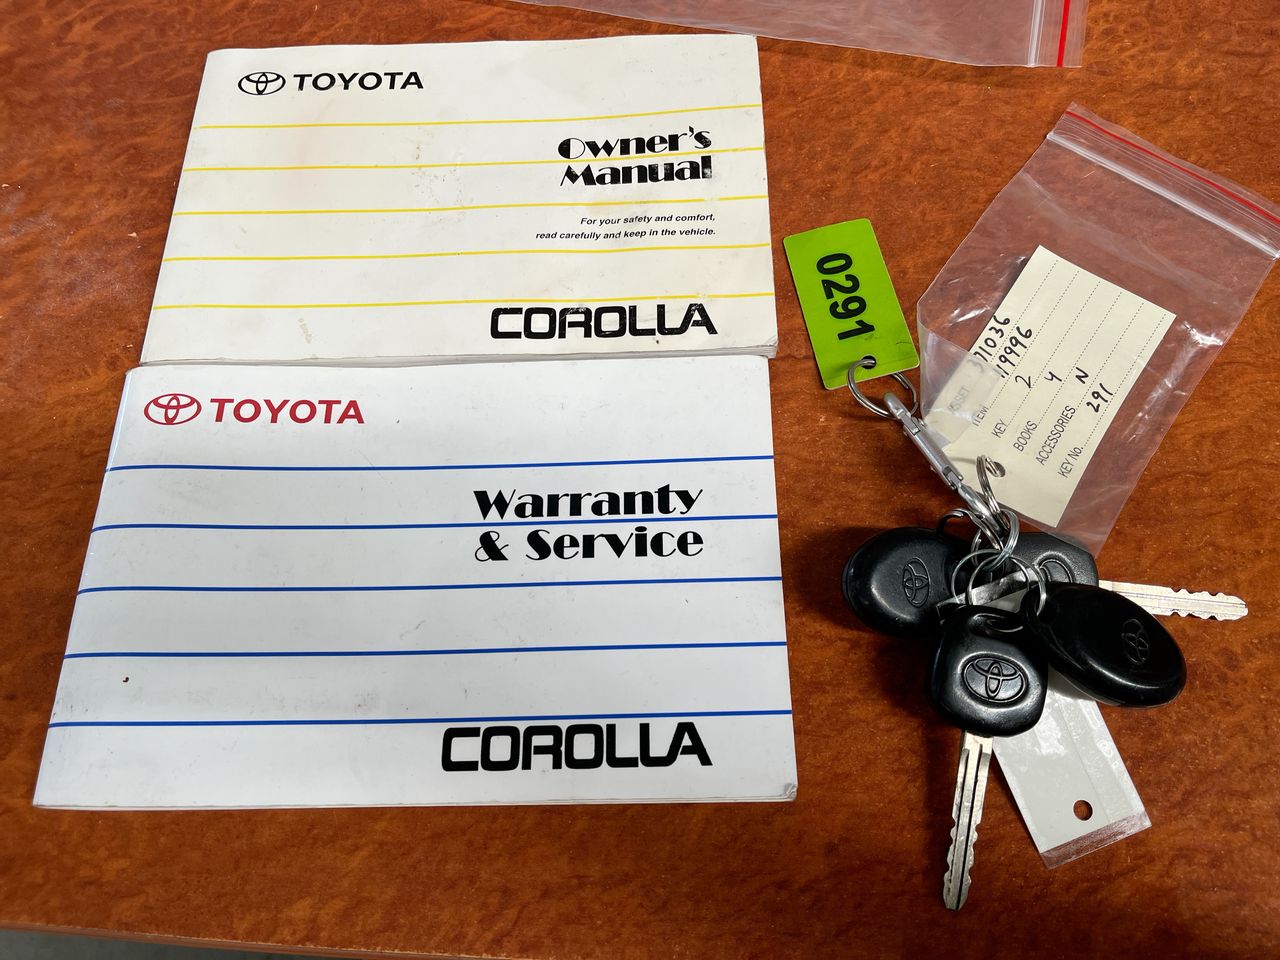 TOYOTA
Owner's
Manual
For your safety and comfort,
read carefully and keep in the vehicle.
COROLLA
TOYOTA
Warranty
& Service
COROLLA
0291
ITEM 19996
KEY 2
BOOKS 4
ACCESSORIES N
KEY No. 291